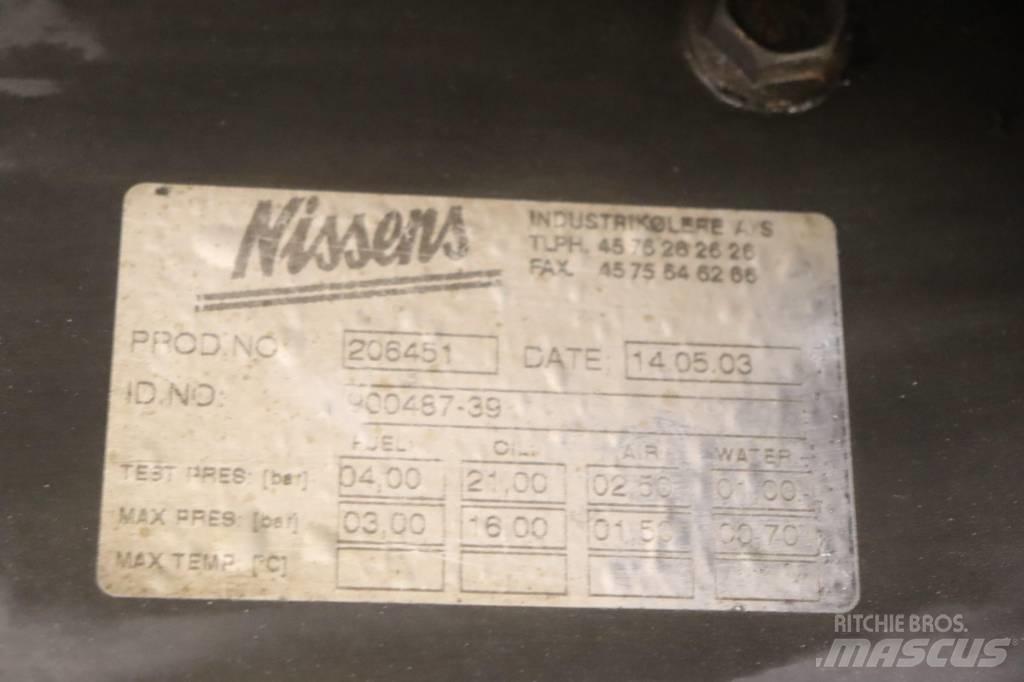 Nissens
INDUSTRIKØLERE A/S
TLPH. 45 76 26 26 26
FAX. 45 75 64 62 66
PROD.NO: 206451 DATE: 14.05.03
ID.NO: 900487-39
FUEL: OIL: AIR: WATER:
TEST PRES: [bar] 04,00 21,00 02,50 01,00
MAX PRES: [bar] 03,00 16,00 01,50 00,70
MAX TEMP. [°C]
RITCHIE BROS.
MASCUS